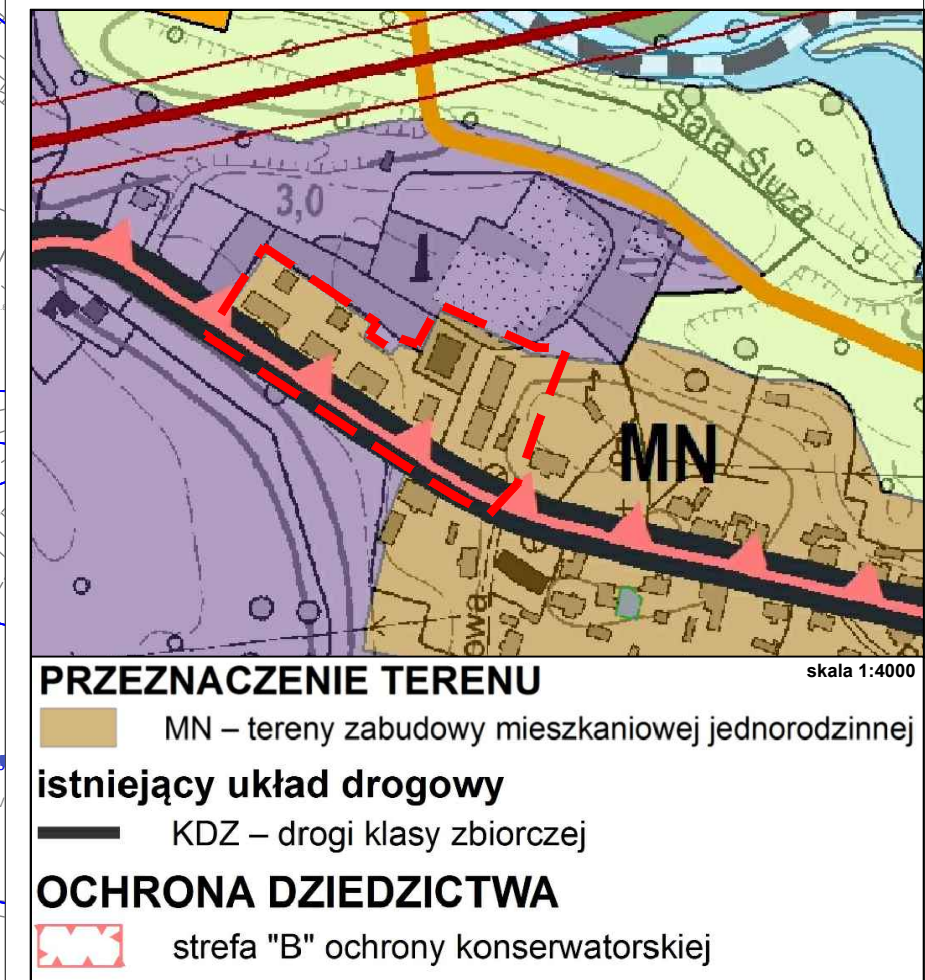 Stara Śluza
3,0
MN
skala 1:4000
PRZEZNACZENIE TERENU
MN – tereny zabudowy mieszkaniowej jednorodzinnej
istniejący układ drogowy
KDZ – drogi klasy zbiorczej
OCHRONA DZIEDZICTWA
strefa "B" ochrony konserwatorskiej